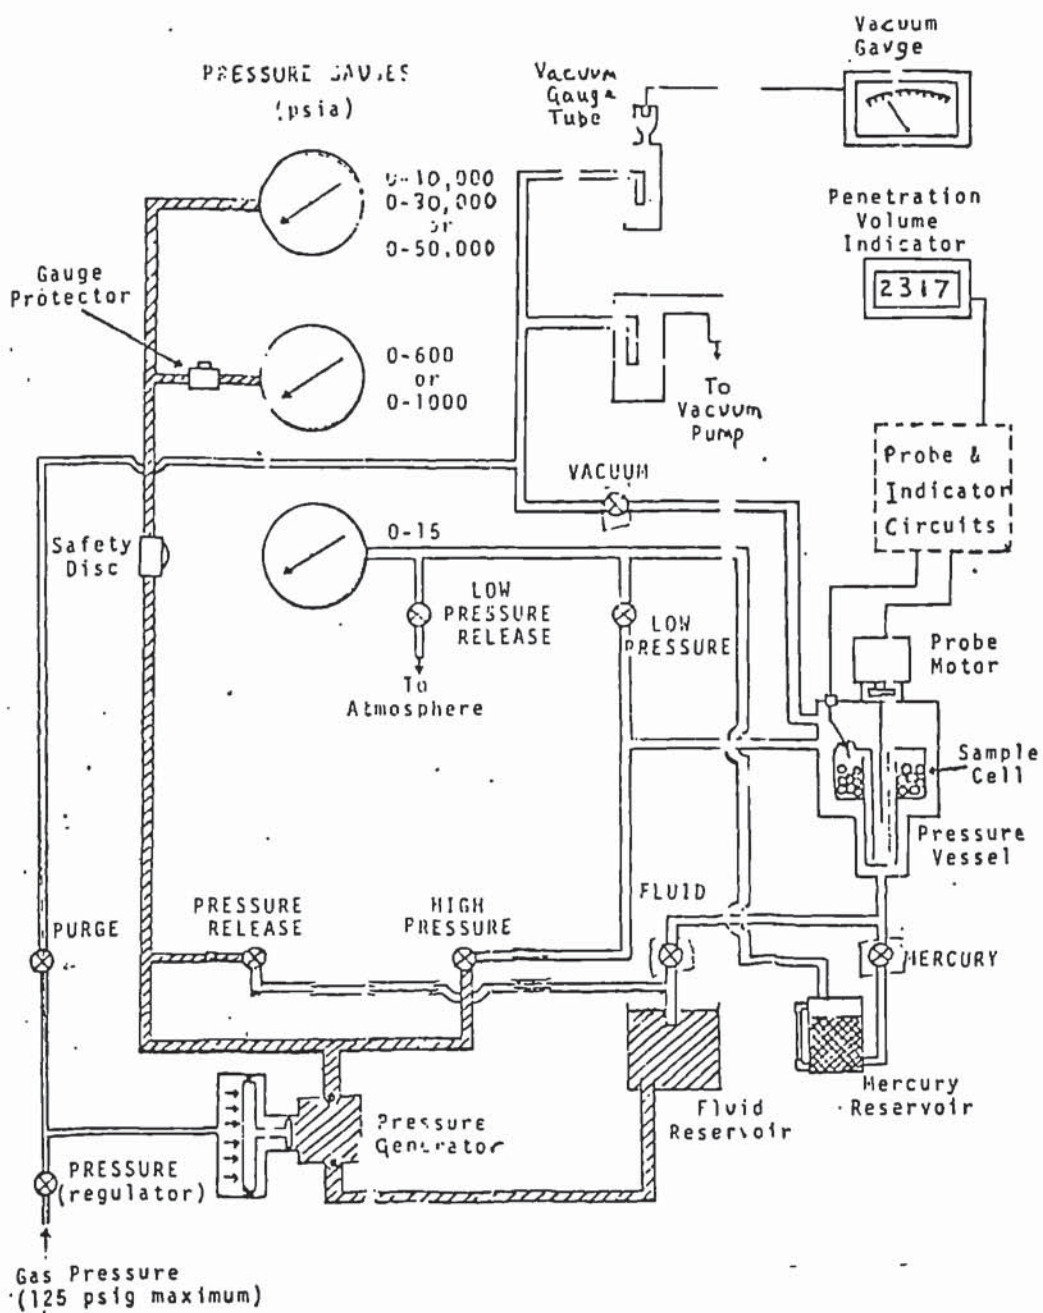 Vacuum
Gauge
PRESSURE GAUGES
(psia)
Vacuum
Gauge
Tube
0-10,000
0-30,000
or
0-50,000
Penetration
Volume
Indicator
2317
Gauge
Protector
0-600
or
0-1000
To
Vacuum
Pump
Probe &
Indicator
Circuits
VACUUM
0-15
Safety
Disc
LOW
PRESSURE
RELEASE
LOW
PRESSURE
To
Atmosphere
Probe
Motor
Sample
Cell
Pressure
Vessel
PURGE
PRESSURE
RELEASE
HIGH
PRESSURE
FLUID
MERCURY
Mercury
Reservoir
Fluid
Reservoir
Pressure
Generator
PRESSURE
(regulator)
Gas Pressure
(125 psig maximum)